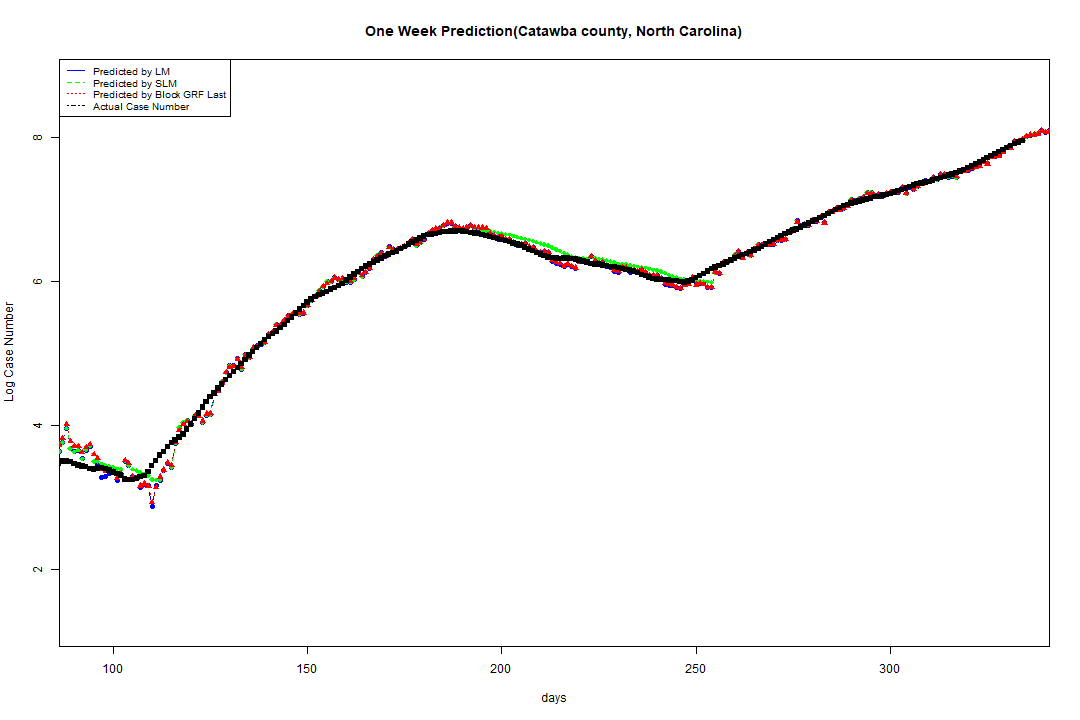 One Week Prediction(Catawba county, North Carolina)
Predicted by LM
Predicted by SLM
Predicted by Block GRF Last
Actual Case Number
8
6
4
2
Log Case Number
100 150 200 250 300
days